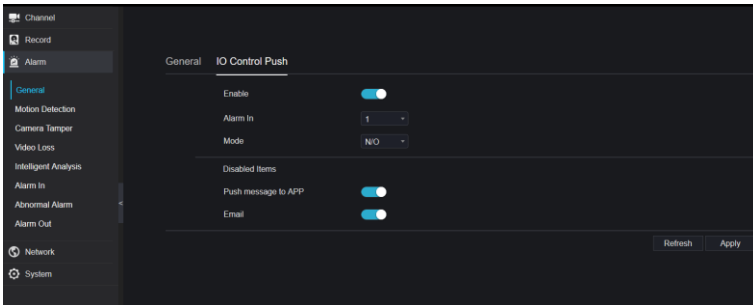 Channel
Record
Alarm
General
Motion Detection
Camera Tamper
Video Loss
Intelligent Analysis
Alarm In
Abnormal Alarm
Alarm Out
Network
System
General IO Control Push
Enable
Alarm In 1
Mode N/O
Disabled Items
Push message to APP
Email
Refresh Apply